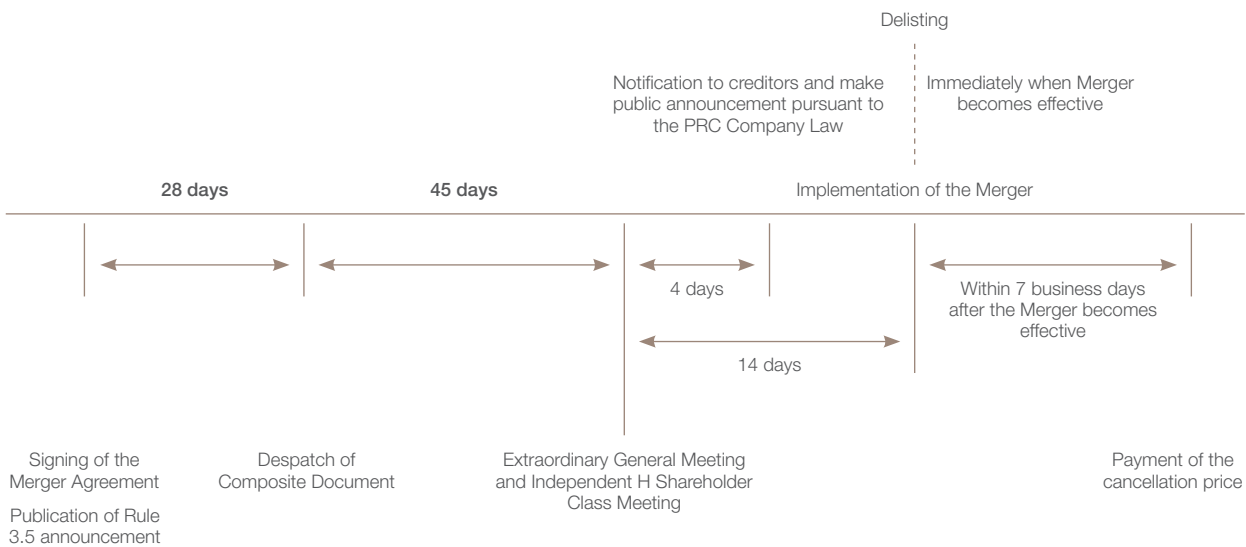 Delisting
Notification to creditors and make
public announcement pursuant to
the PRC Company Law
Immediately when Merger
becomes effective
28 days
45 days
Implementation of the Merger
4 days
Within 7 business days
after the Merger becomes
effective
14 days
Signing of the
Merger Agreement
Publication of Rule
3.5 announcement
Despatch of
Composite Document
Extraordinary General Meeting
and Independent H Shareholder
Class Meeting
Payment of the
cancellation price